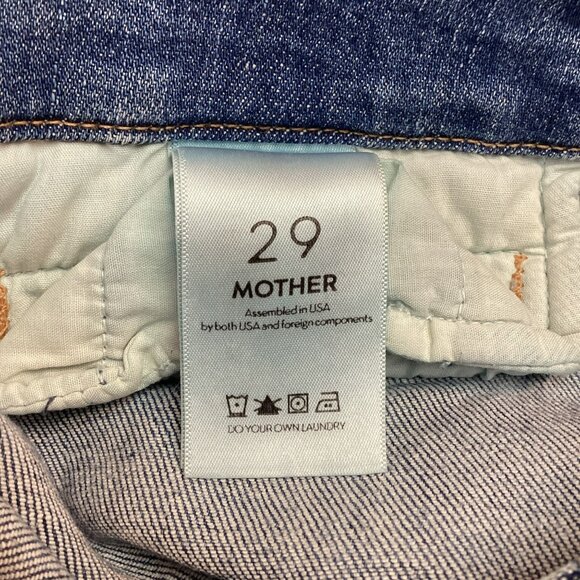 29
MOTHER
Assembled in USA
by both USA and foreign components
DO YOUR OWN LAUNDRY